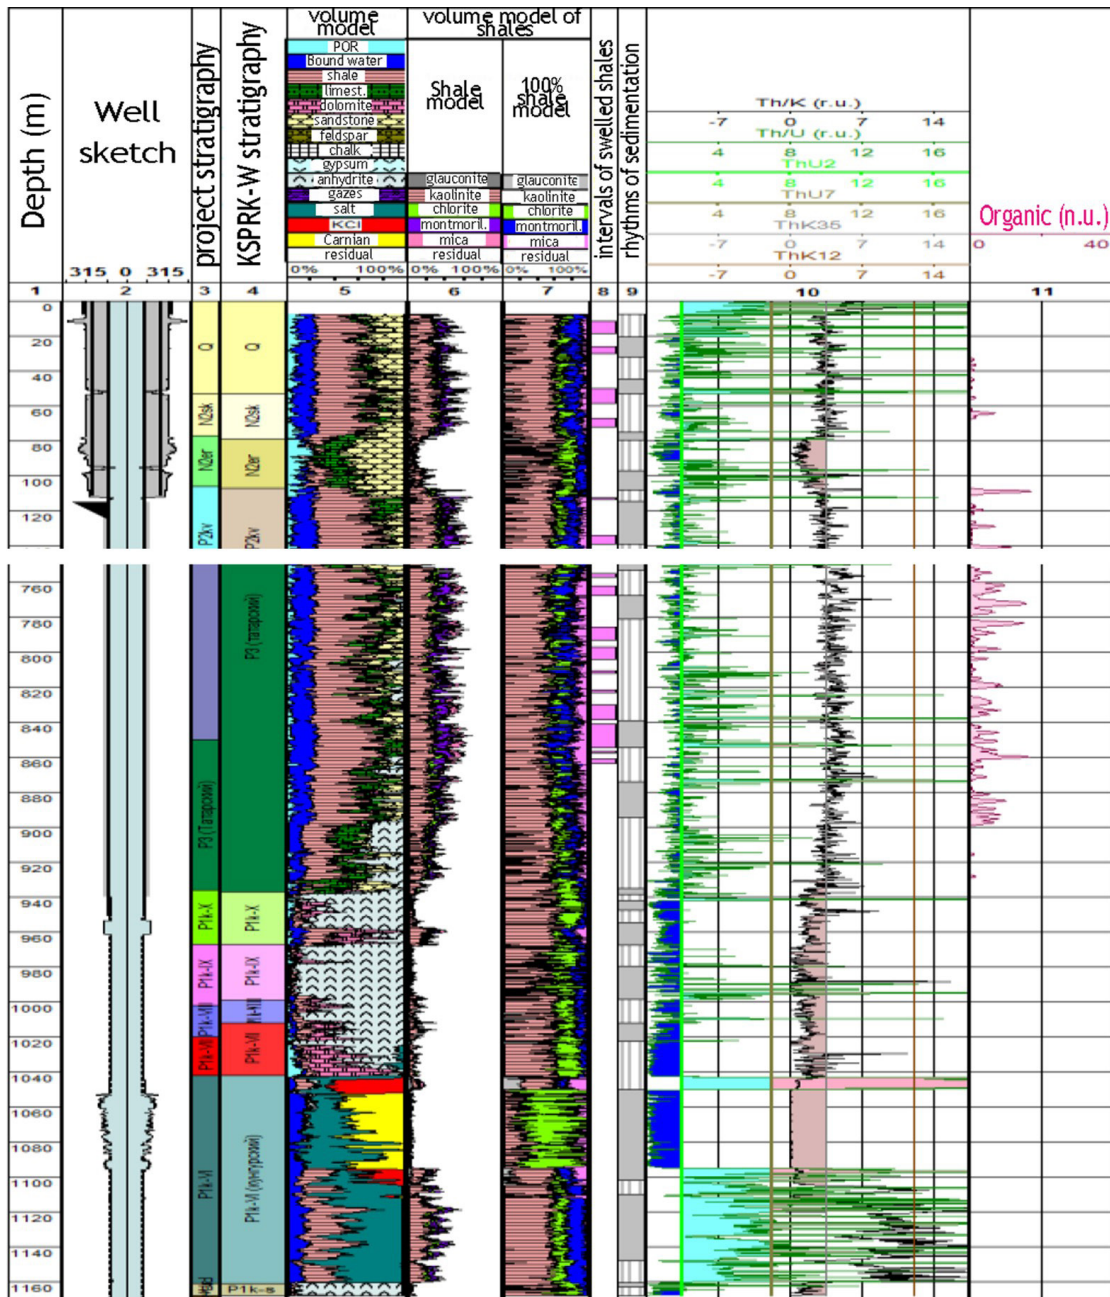 volume model
volume model of shales
Depth (m)
Well sketch
project stratigraphy
KSPRK-W stratigraphy
POR
Bound water
shale
limest.
dolomite
sandstone
feldspar
chalk
gypsum
anhydrite
gazes
salt
KCl
Carnian
residual
0% 100%
Shale model
glauconite
kaolinite
chlorite
montmoril.
mica
residual
0% 100%
100% shale model
glauconite
kaolinite
chlorite
montmoril.
mica
residual
0% 100%
intervals of swelled shales
rhythms of sedimentation
Th/K (r.u.)
-7 0 7 14
Th/U (r.u.)
4 8 12 16
ThU2
4 8 12 16
ThU7
4 8 12 16
ThK35
-7 0 7 14
ThK12
-7 0 7 14
Organic (n.u.)
0 40
315 0 315
1 2 3 4 5 6 7 8 9 10 11
0
20
40
60
80
100
120
Q
N2sk
N2er
P2kv
Q
N2sk
N2er
P2kv
760
780
800
820
840
860
880
900
920
940
960
980
1000
1020
1040
1060
1080
1100
1120
1140
1160
P3 (Татарский)
P1k-X
P1k-IX
P1k-VIII
P1k-VII
P1k-VI
P3 (татарский)
P1k-X
P1k-IX
P1k-VII
P1k-VI (кунгурский)
P1k-s